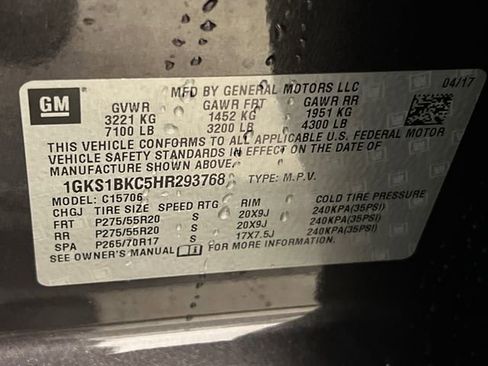 MFD BY GENERAL MOTORS LLC
04/17
GM
GVWR GAWR FRT GAWR RR
3221 KG 1452 KG 1951 KG
7100 LB 3200 LB 4300 LB
THIS VEHICLE CONFORMS TO ALL APPLICABLE U.S. FEDERAL MOTOR
VEHICLE SAFETY STANDARDS IN EFFECT ON THE DATE OF
MANUFACTURE SHOWN ABOVE.
1GKS1BKC5HR293768 TYPE: M.P.V.
MODEL: C15706
CHGJ TIRE SIZE SPEED RTG RIM COLD TIRE PRESSURE
FRT P275/55R20 S 20X9J 240KPA(35PSI)
RR P275/55R20 S 20X9J 240KPA(35PSI)
SPA P265/70R17 S 17X7.5J 240KPA(35PSI)
SEE OWNER'S MANUAL FOR MORE INFORMATION.